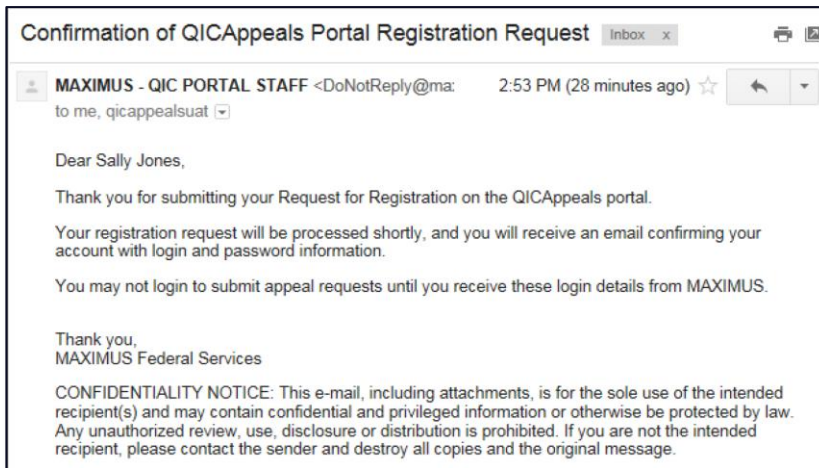 Confirmation of QICAppeals Portal Registration Request Inbox x
MAXIMUS - QIC PORTAL STAFF <DoNotReply@ma: 2:53 PM (28 minutes ago)
to me, qicappealsuat
Dear Sally Jones,
Thank you for submitting your Request for Registration on the QICAppeals portal.
Your registration request will be processed shortly, and you will receive an email confirming your
account with login and password information.
You may not login to submit appeal requests until you receive these login details from MAXIMUS.
Thank you,
MAXIMUS Federal Services
CONFIDENTIALITY NOTICE: This e-mail, including attachments, is for the sole use of the intended
recipient(s) and may contain confidential and privileged information or otherwise be protected by law.
Any unauthorized review, use, disclosure or distribution is prohibited. If you are not the intended
recipient, please contact the sender and destroy all copies and the original message.